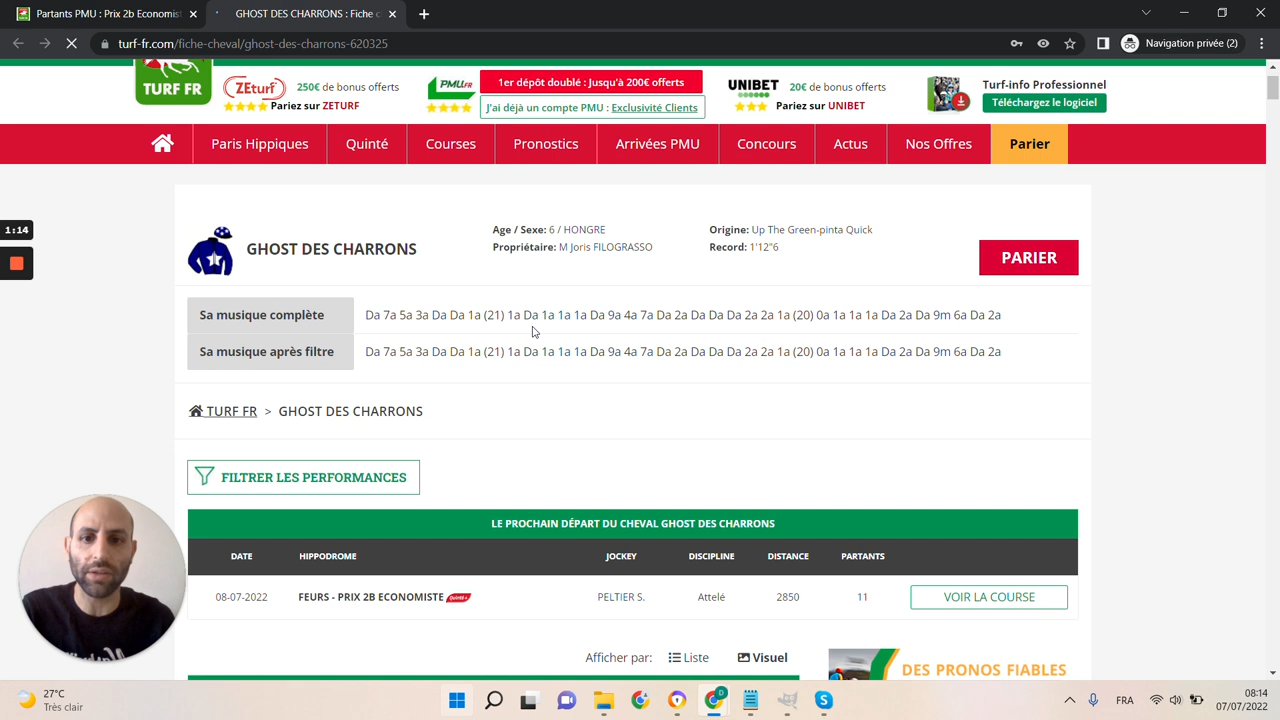 Partants PMU : Prix 2b Economist
GHOST DES CHARRONS : Fiche c
turf-fr.com/fiche-cheval/ghost-des-charrons-620325
Navigation privée (2)
TURF FR
ZEturf
250€ de bonus offerts
Pariez sur ZETURF
PMU.FR
1er dépôt doublé : Jusqu'à 200€ offerts
J'ai déjà un compte PMU : Exclusivité Clients
UNIBET
20€ de bonus offerts
Pariez sur UNIBET
Turf-info Professionnel
Téléchargez le logiciel
Paris Hippiques
Quinté
Courses
Pronostics
Arrivées PMU
Concours
Actus
Nos Offres
Parier
1:14
GHOST DES CHARRONS
Age / Sexe: 6 / HONGRE
Propriétaire: M Joris FILOGRASSO
Origine: Up The Green-pinta Quick
Record: 1'12"6
PARIER
Sa musique complète
Da 7a 5a 3a Da Da 1a (21) 1a Da 1a 1a 1a Da 9a 4a 7a Da 2a Da Da Da 2a 2a 1a (20) 0a 1a 1a 1a Da 2a Da 9m 6a Da 2a
Sa musique après filtre
Da 7a 5a 3a Da Da 1a (21) 1a Da 1a 1a 1a Da 9a 4a 7a Da 2a Da Da Da 2a 2a 1a (20) 0a 1a 1a 1a Da 2a Da 9m 6a Da 2a
TURF FR > GHOST DES CHARRONS
FILTRER LES PERFORMANCES
LE PROCHAIN DÉPART DU CHEVAL GHOST DES CHARRONS
DATE HIPPODROME JOCKEY DISCIPLINE DISTANCE PARTANTS
08-07-2022 FEURS - PRIX 2B ECONOMISTE Quinté+ PELTIER S. Attelé 2850 11 VOIR LA COURSE
Afficher par: Liste Visuel
DES PRONOS FIABLES
27°C
Très clair
FRA
08:14
07/07/2022